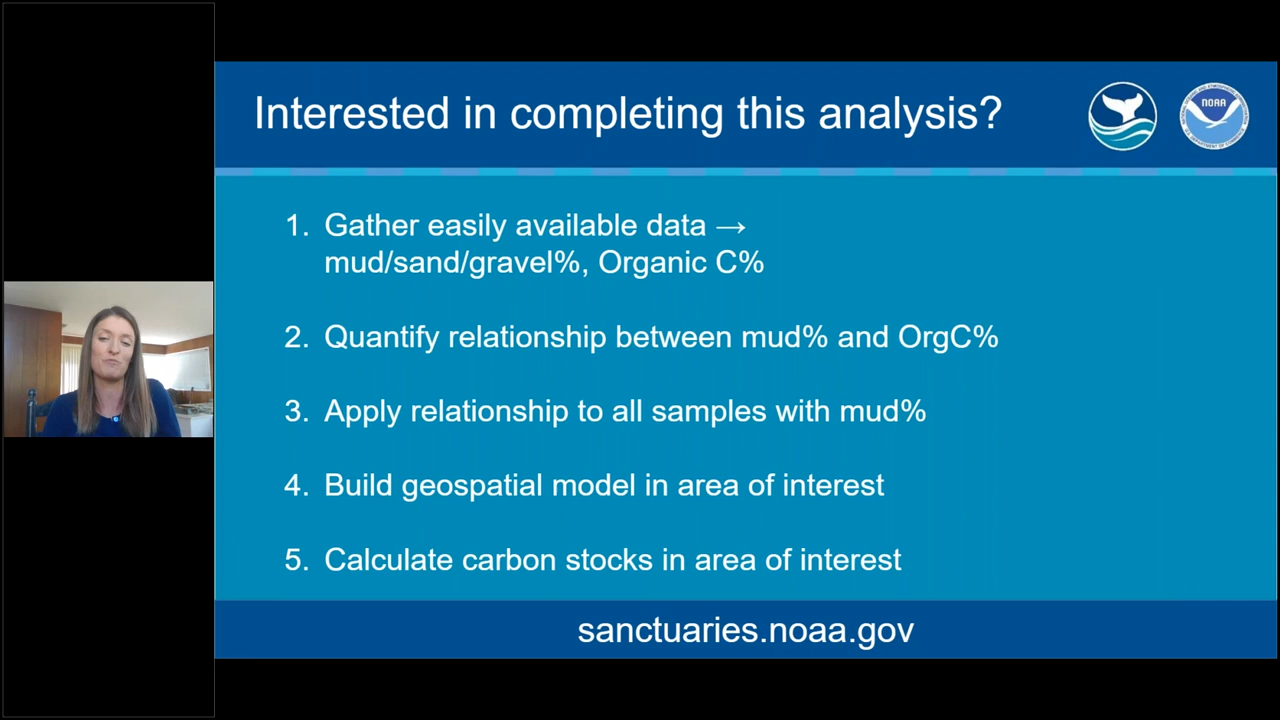 Interested in completing this analysis?
NOAA
1. Gather easily available data →
mud/sand/gravel%, Organic C%
2. Quantify relationship between mud% and OrgC%
3. Apply relationship to all samples with mud%
4. Build geospatial model in area of interest
5. Calculate carbon stocks in area of interest
sanctuaries.noaa.gov